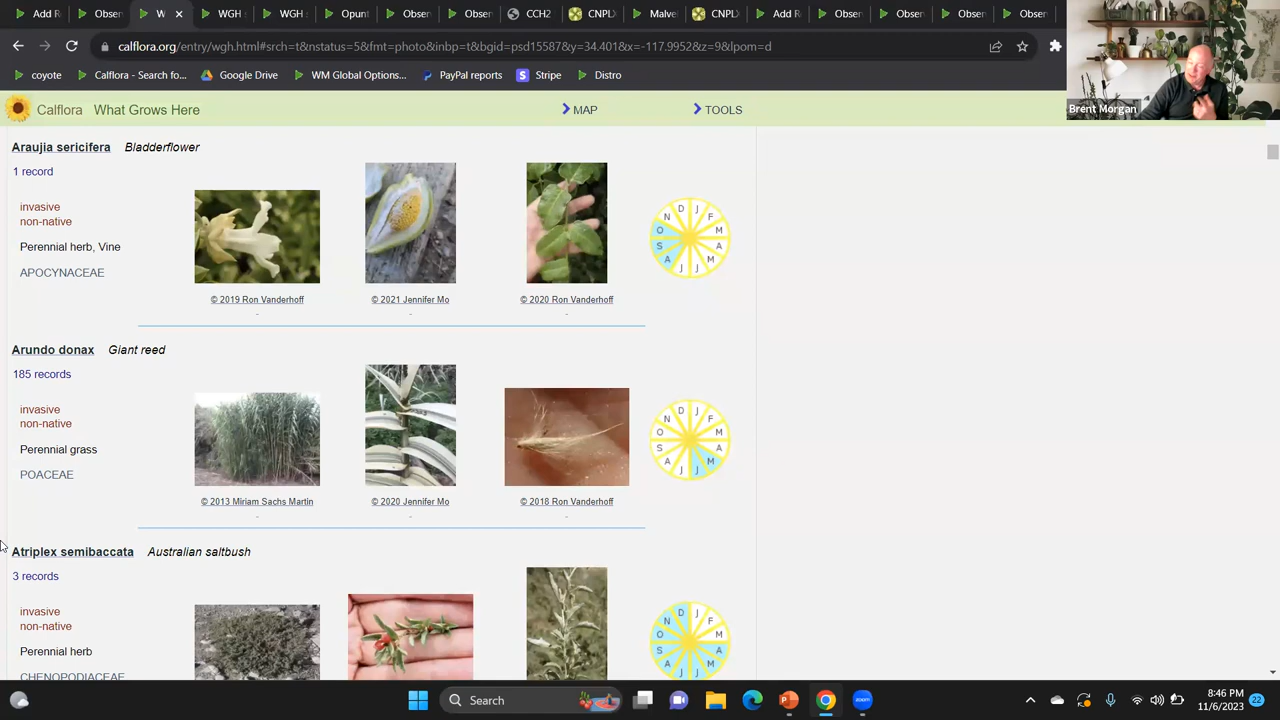 Add R
Obser
W
WGH
WGH
Opunt
Obser
Obser
CCH2
CNPL
Malve
CNPL
Add R
Obser
Obser
Obser
Obser
calflora.org/entry/wgh.html#srch=t&nstatus=5&fmt=photo&inbp=t&bgid=psd15587&y=34.401&x=-117.9952&z=9&lpom=d
coyote
Calflora - Search fo...
Google Drive
WM Global Options...
PayPal reports
Stripe
Distro
Brent Morgan
Calflora What Grows Here
MAP
TOOLS
Araujia sericifera Bladderflower
1 record
invasive
non-native
Perennial herb, Vine
APOCYNACEAE
D J F M A M J J A S O N
© 2019 Ron Vanderhoff
© 2021 Jennifer Mo
© 2020 Ron Vanderhoff
Arundo donax Giant reed
185 records
invasive
non-native
Perennial grass
POACEAE
D J F M A M J J A S O N
© 2013 Miriam Sachs Martin
© 2020 Jennifer Mo
© 2018 Ron Vanderhoff
Atriplex semibaccata Australian saltbush
3 records
invasive
non-native
Perennial herb
CHENOPODIACEAE
D J F M A M J J A S O N
Search
8:46 PM
11/6/2023
22